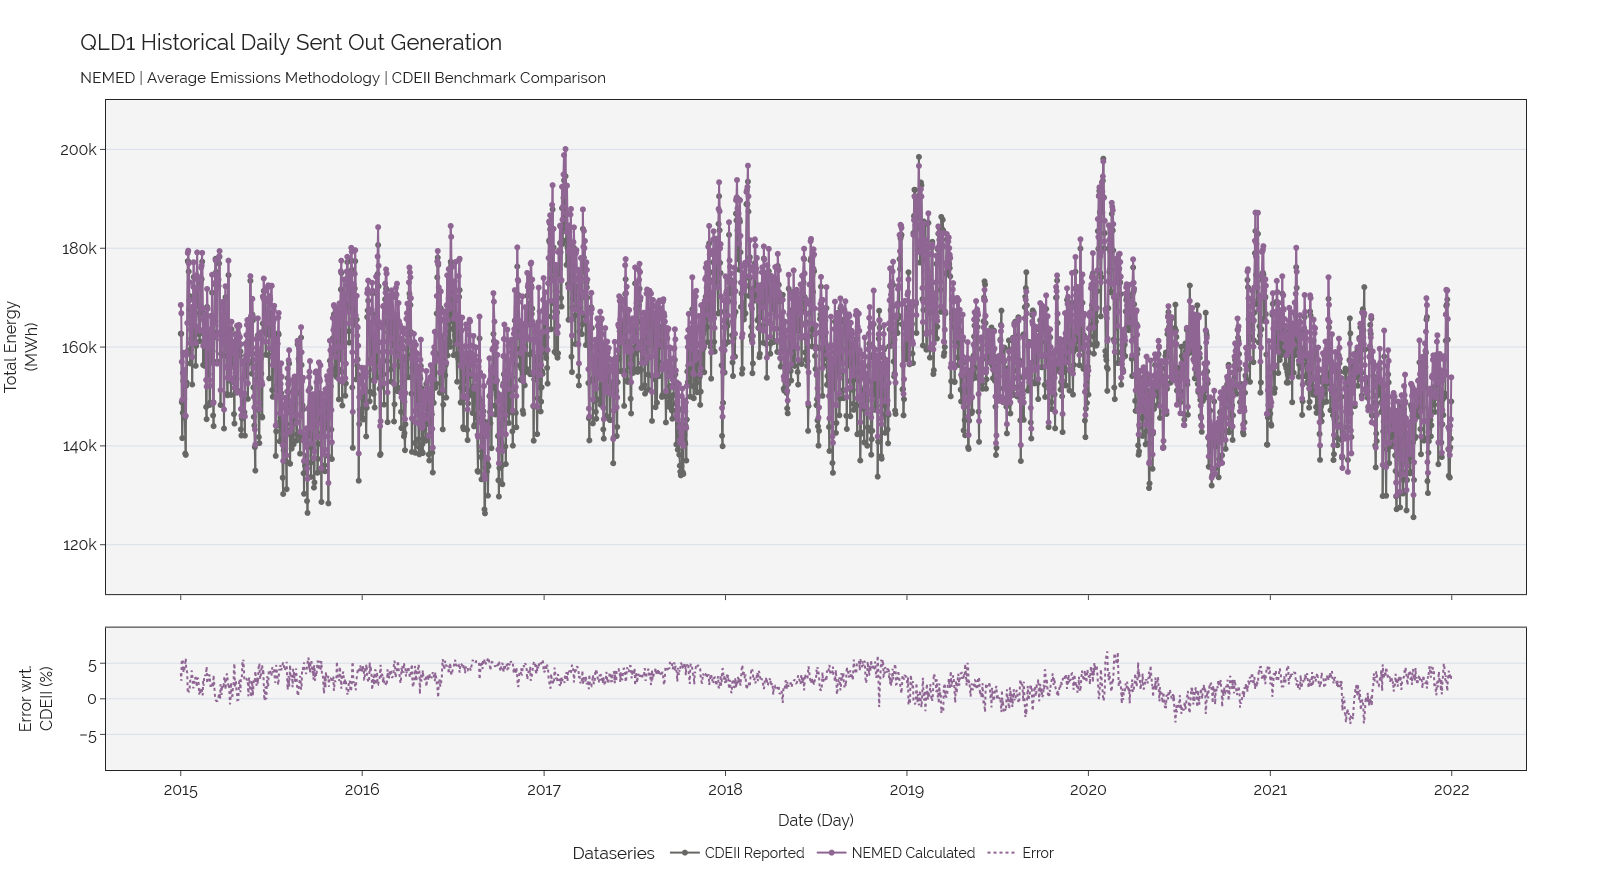 QLD1 Historical Daily Sent Out Generation
NEMED | Average Emissions Methodology | CDEII Benchmark Comparison
Total Energy
(MWh)
200k
180k
160k
140k
120k
Error wrt.
CDEII (%)
5
0
−5
2015 2016 2017 2018 2019 2020 2021 2022
Date (Day)
Dataseries CDEII Reported NEMED Calculated Error